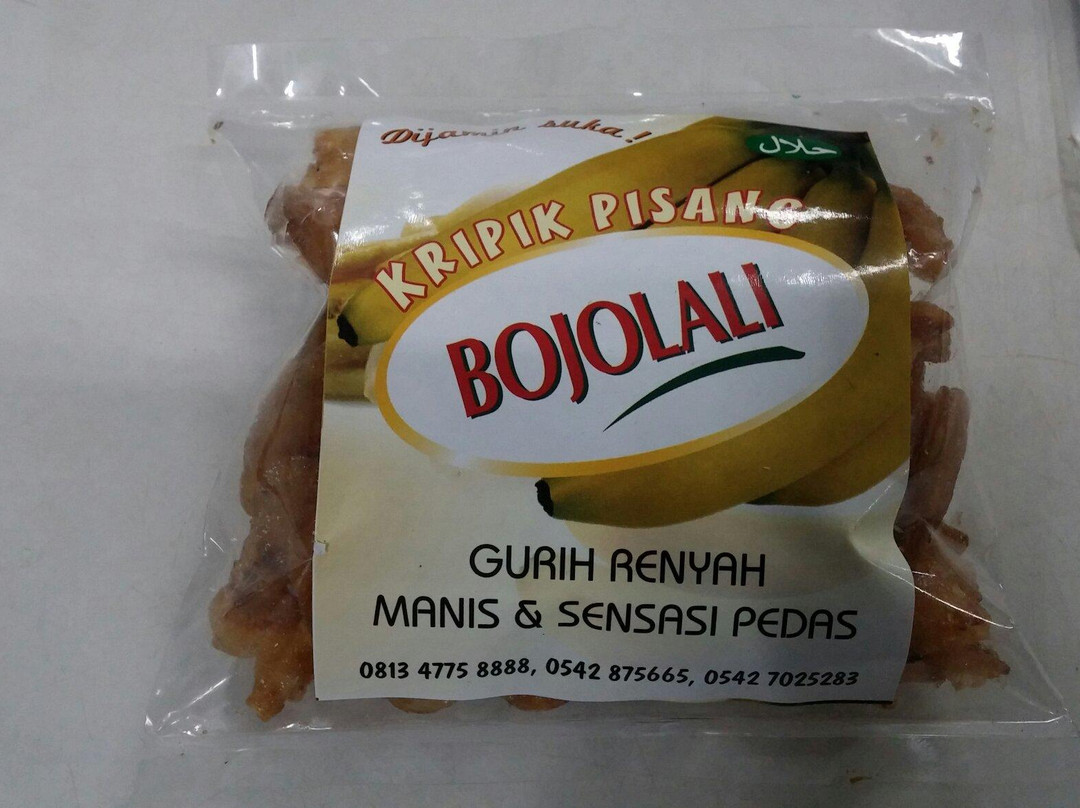 Dijamin suka!
حلال
KRIPIK PISANG
BOJOLALI
GURIH RENYAH
MANIS & SENSASI PEDAS
0813 4775 8888, 0542 875665, 0542 7025283